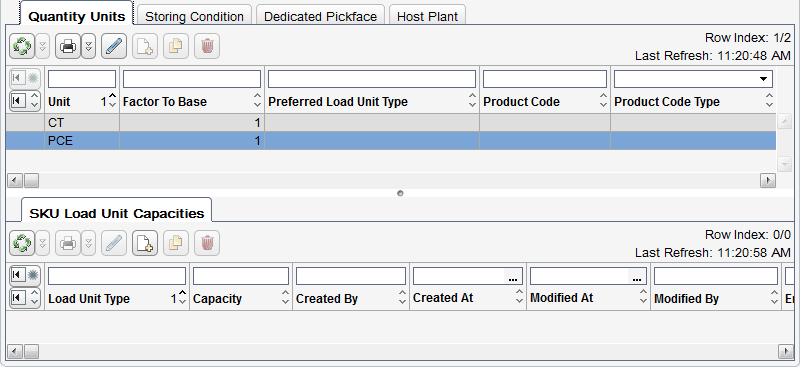 Quantity Units Storing Condition Dedicated Pickface Host Plant
Row Index: 1/2
Last Refresh: 11:20:48 AM
Unit 1 Factor To Base Preferred Load Unit Type Product Code Product Code Type
CT 1
PCE 1
SKU Load Unit Capacities
Row Index: 0/0
Last Refresh: 11:20:58 AM
... ...
Load Unit Type 1 Capacity Created By Created At Modified At Modified By